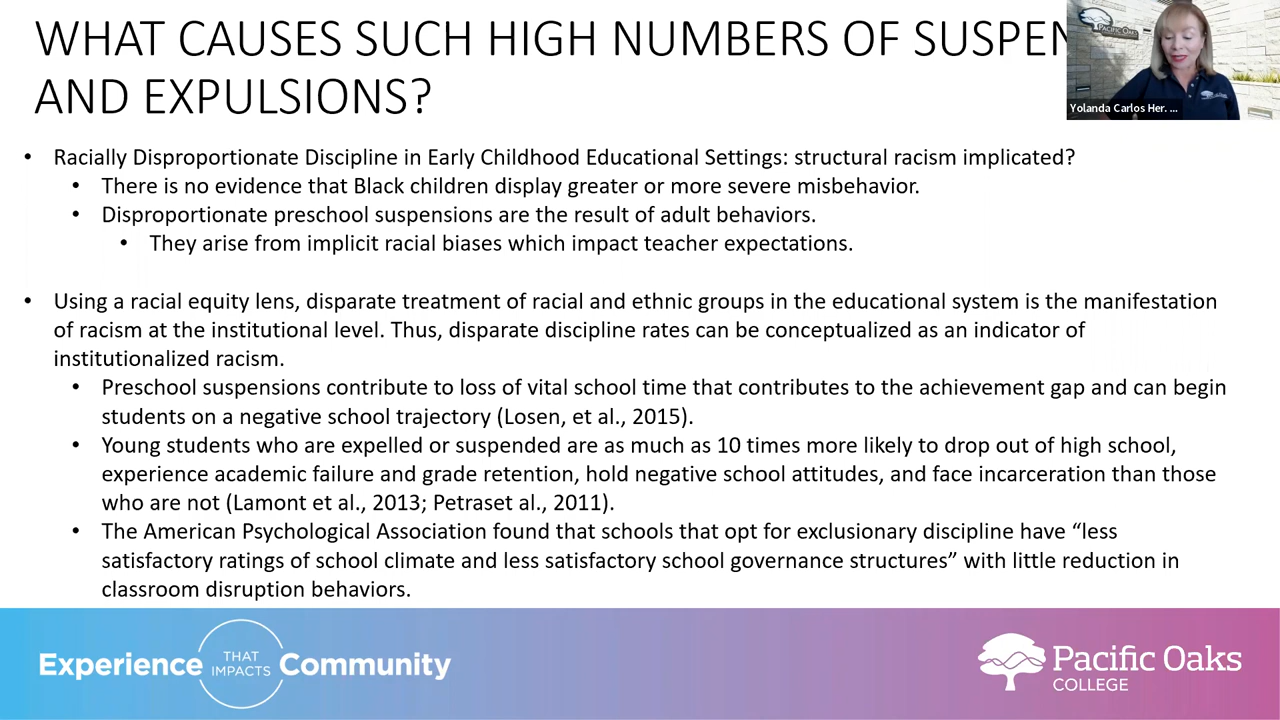 WHAT CAUSES SUCH HIGH NUMBERS OF SUSPEN
AND EXPULSIONS?
PACIFIC OAKS
Yolanda Carlos Her. ...
• Racially Disproportionate Discipline in Early Childhood Educational Settings: structural racism implicated?
• There is no evidence that Black children display greater or more severe misbehavior.
• Disproportionate preschool suspensions are the result of adult behaviors.
• They arise from implicit racial biases which impact teacher expectations.
• Using a racial equity lens, disparate treatment of racial and ethnic groups in the educational system is the manifestation
of racism at the institutional level. Thus, disparate discipline rates can be conceptualized as an indicator of
institutionalized racism.
• Preschool suspensions contribute to loss of vital school time that contributes to the achievement gap and can begin
students on a negative school trajectory (Losen, et al., 2015).
• Young students who are expelled or suspended are as much as 10 times more likely to drop out of high school,
experience academic failure and grade retention, hold negative school attitudes, and face incarceration than those
who are not (Lamont et al., 2013; Petraset al., 2011).
• The American Psychological Association found that schools that opt for exclusionary discipline have “less
satisfactory ratings of school climate and less satisfactory school governance structures” with little reduction in
classroom disruption behaviors.
Experience THAT IMPACTS Community
Pacific Oaks
COLLEGE